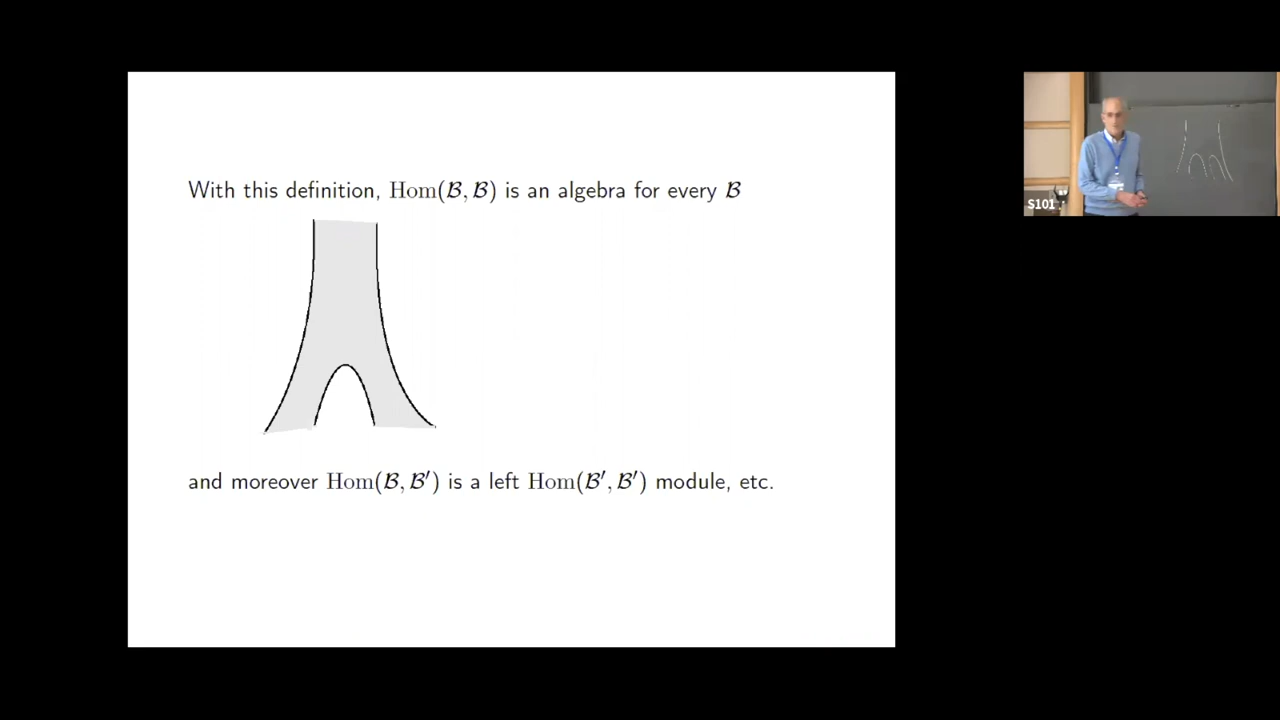 With this definition, Hom(ℬ, ℬ) is an algebra for every ℬ
S101
and moreover Hom(ℬ, ℬ′) is a left Hom(ℬ′, ℬ′) module, etc.